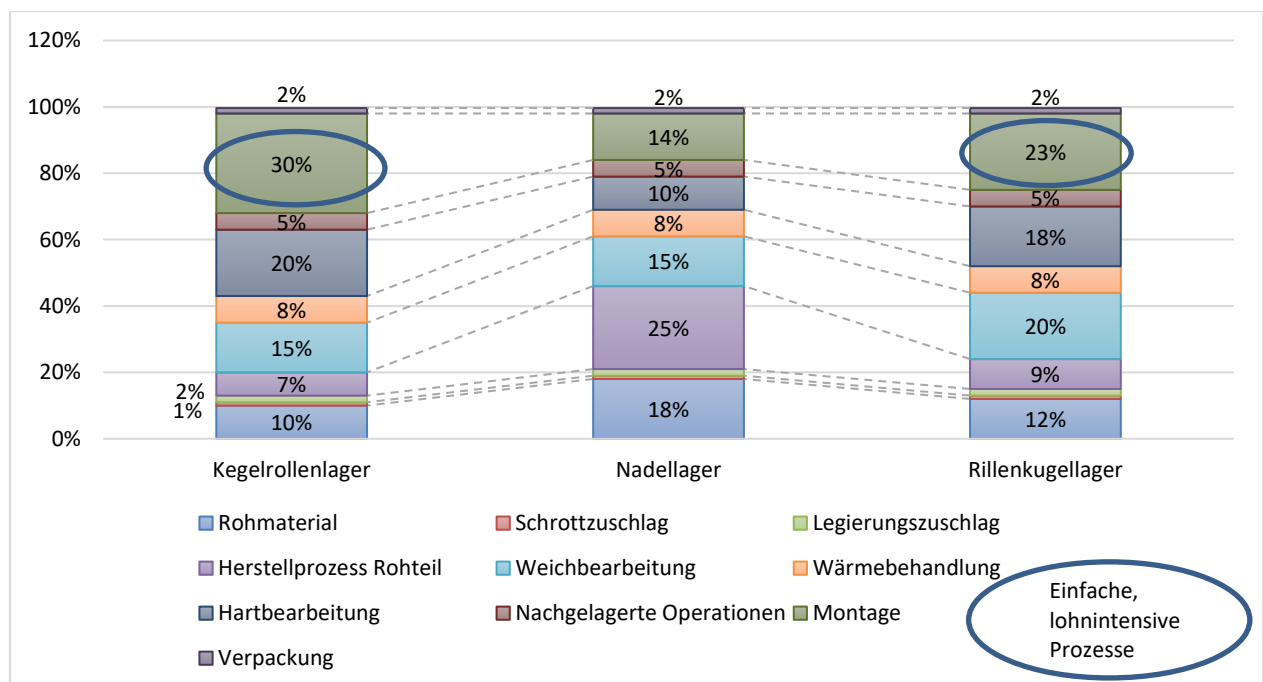 120%
100%
80%
60%
40%
20%
0%
2%
30%
5%
20%
8%
15%
7%
2%
1%
10%
2%
14%
5%
10%
8%
15%
25%
18%
2%
23%
5%
18%
8%
20%
9%
12%
Kegelrollenlager
Nadellager
Rillenkugellager
Rohmaterial
Schrottzuschlag
Legierungszuschlag
Herstellprozess Rohteil
Weichbearbeitung
Wärmebehandlung
Hartbearbeitung
Nachgelagerte Operationen
Montage
Verpackung
Einfache,
lohnintensive
Prozesse